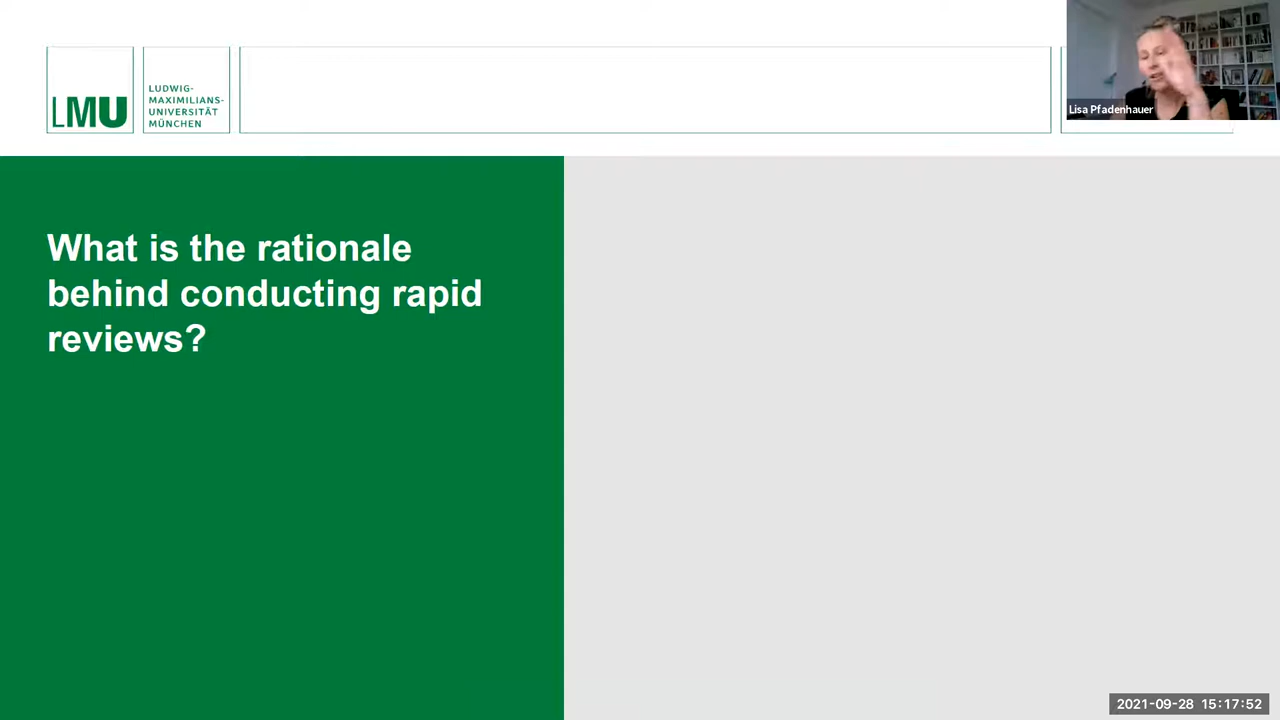 LMU
LUDWIG-
MAXIMILIANS-
UNIVERSITÄT
MÜNCHEN
Lisa Pfadenhauer
What is the rationale
behind conducting rapid
reviews?
2021-09-28 15:17:52